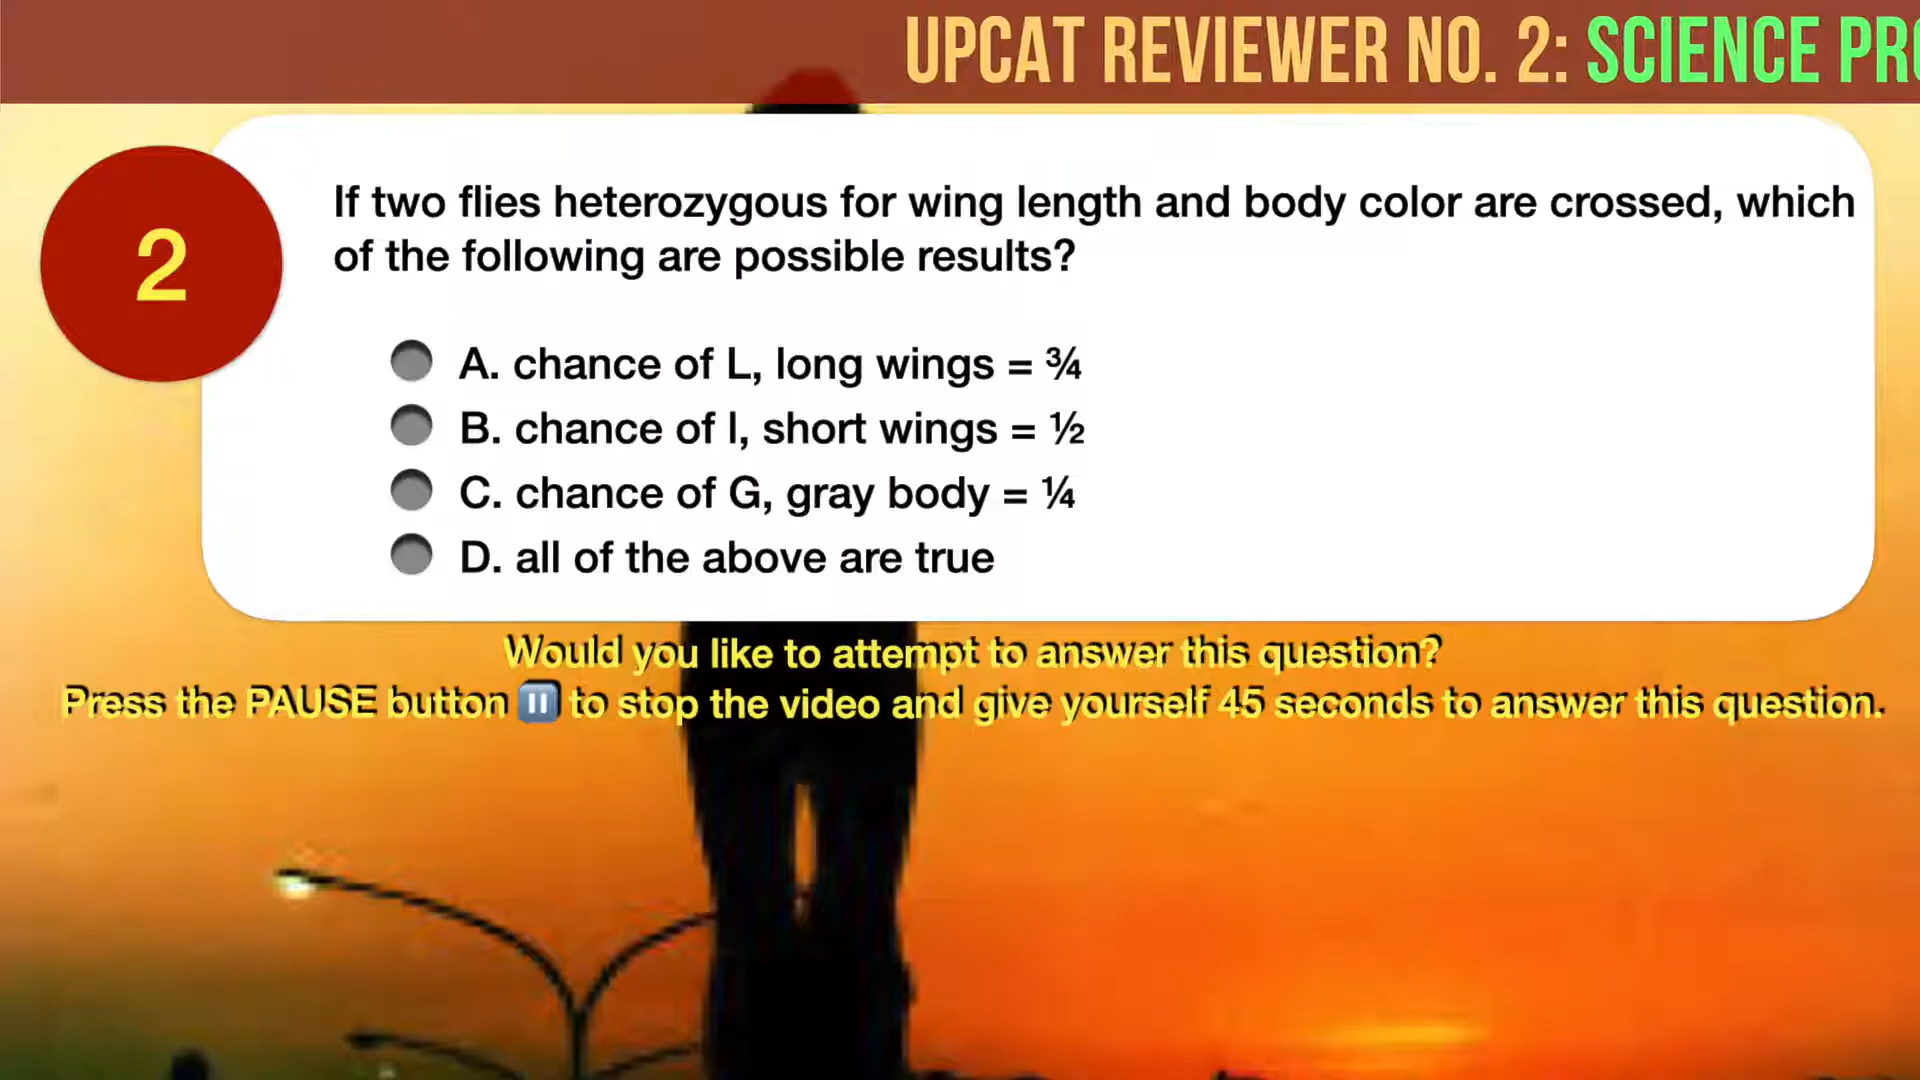 UPCAT REVIEWER NO. 2: SCIENCE PRO
2
If two flies heterozygous for wing length and body color are crossed, which
of the following are possible results?
A. chance of L, long wings = ¾
B. chance of l, short wings = ½
C. chance of G, gray body = ¼
D. all of the above are true
Would you like to attempt to answer this question?
Press the PAUSE button ⏸️ to stop the video and give yourself 45 seconds to answer this question.